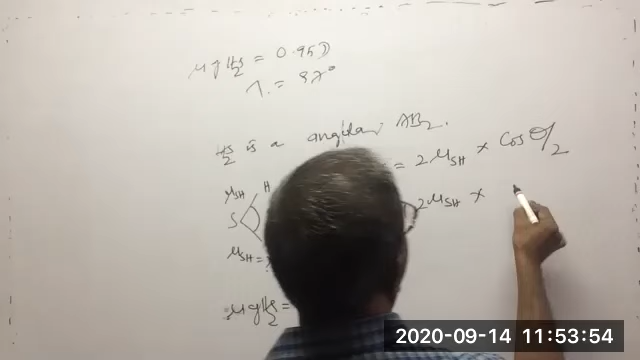 μ of H₂S = 0.95D
= 97°
H₂S is a angular AB₂.
μSH H = 2μSH × Cos θ/2
S 2μSH ×
μSH =
μ of H₂S =
2020-09-14 11:53:54